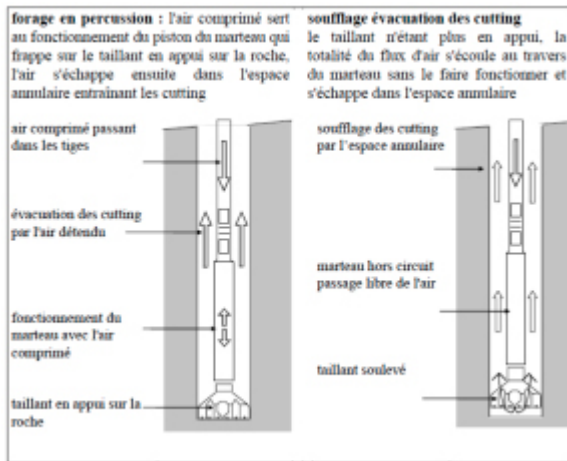 forage en percussion : l'air comprimé sert
au fonctionnement du piston du marteau qui
frappe sur le taillant en appui sur la roche,
l'air s'échappe ensuite dans l'espace
annulaire entraînant les cutting
air comprimé passant
dans les tiges
évacuation des cutting
par l'air détendu
fonctionnement du
marteau avec l'air
comprimé
taillant en appui sur la
roche
soufflage évacuation des cutting
le taillant n'étant plus en appui, la
totalité du flux d'air s'écoule au travers
du marteau sans le faire fonctionner et
s'échappe dans l'espace annulaire
soufflage des cutting
par l'espace annulaire
marteau hors circuit
passage libre de l'air
taillant soulevé